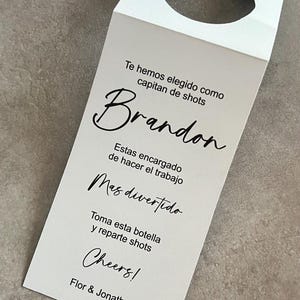 Te hemos elegido como
capitan de shots
Brandon
Estas encargado
de hacer el trabajo
Mas divertido
Toma esta botella
y reparte shots
Cheers!
Flor &